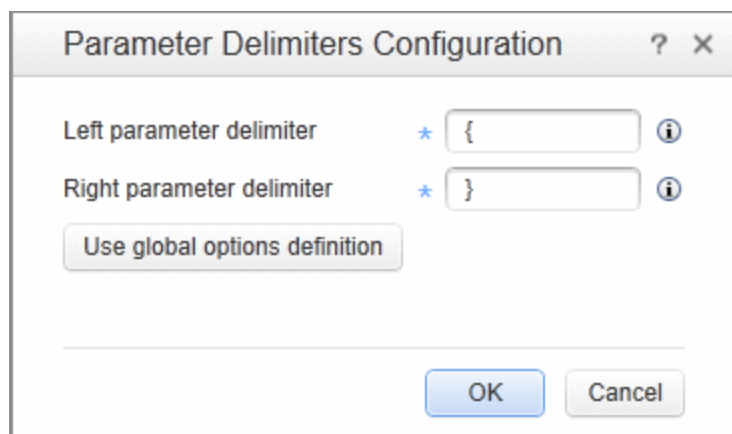 Parameter Delimiters Configuration ? ×
Left parameter delimiter * {
Right parameter delimiter * }
Use global options definition
OK Cancel